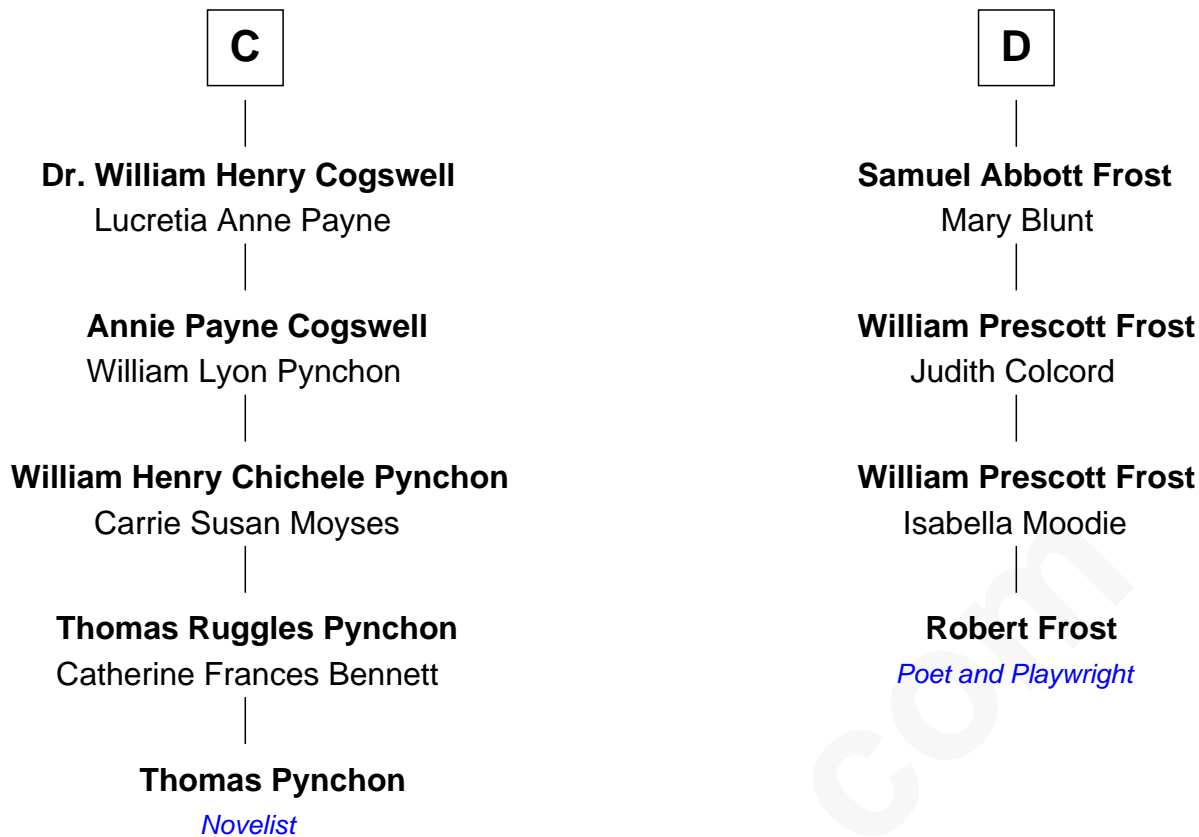 C
Dr. William Henry Cogswell
Lucretia Anne Payne
Annie Payne Cogswell
William Lyon Pynchon
William Henry Chichele Pynchon
Carrie Susan Moyses
Thomas Ruggles Pynchon
Catherine Frances Bennett
Thomas Pynchon
Novelist
D
Samuel Abbott Frost
Mary Blunt
William Prescott Frost
Judith Colcord
William Prescott Frost
Isabella Moodie
Robert Frost
Poet and Playwright
com